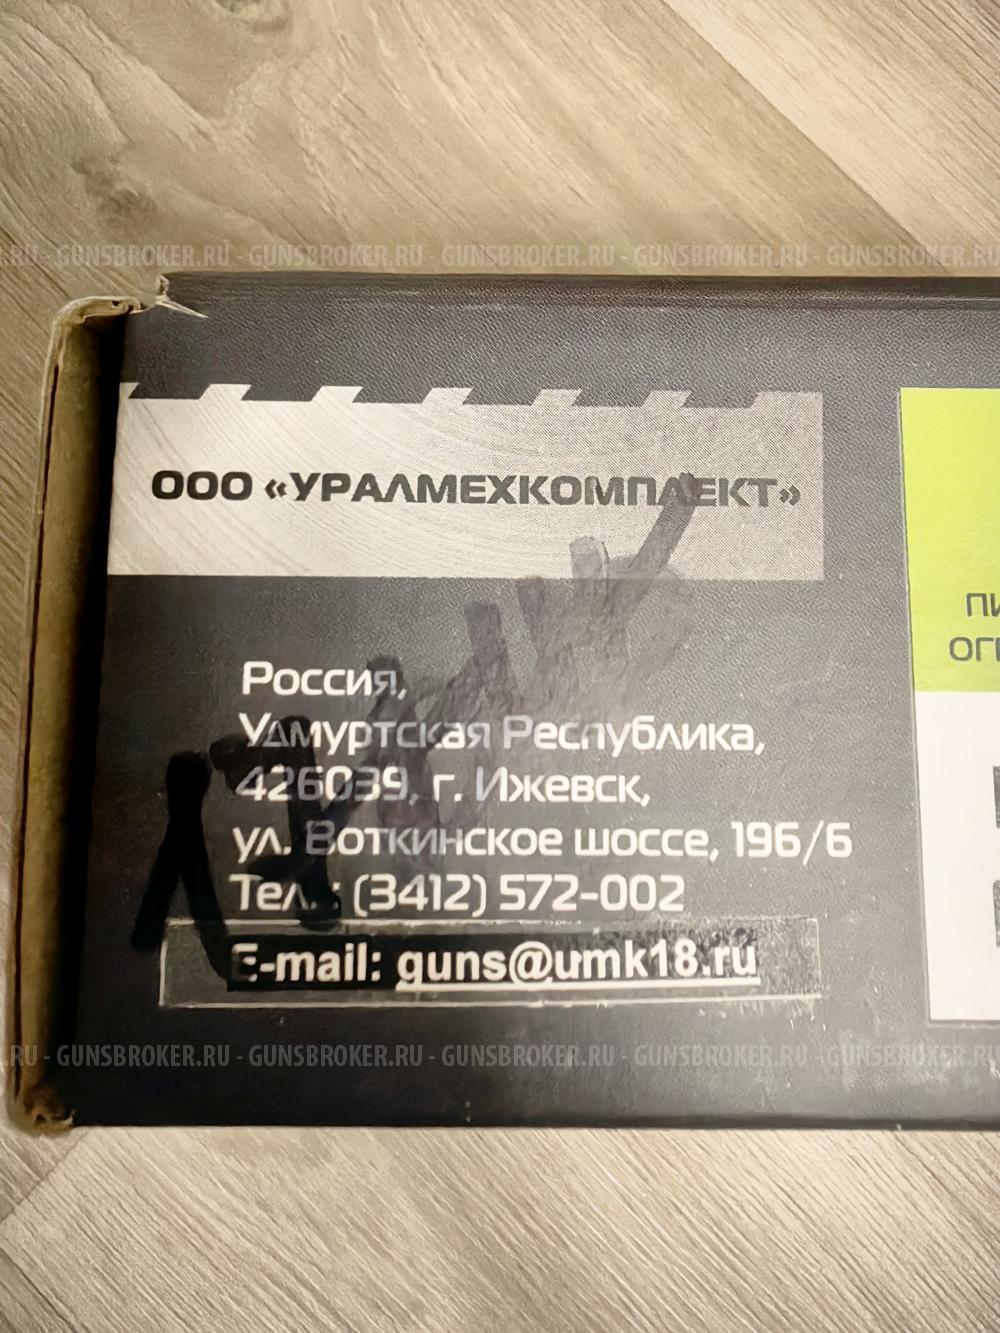 .RU - GUNSBROKER.RU - GUNSBROKER.RU - GUNSBROKER.RU - GUNSBROKER.RU - GUNSBROKER.RU
ООО «УРАЛМЕХКОМПЛЕКТ»
Россия,
Удмуртская Республика,
426039, г. Ижевск,
ул. Воткинское шоссе, 196/6
Тел. : (3412) 572-002
E-mail: guns@umk18.ru
.RU - GUNSBROKER.RU - GUNSBROKER.RU - GUNSBROKER.RU - GUNSBROKER.RU - GUNSBROKER.RU